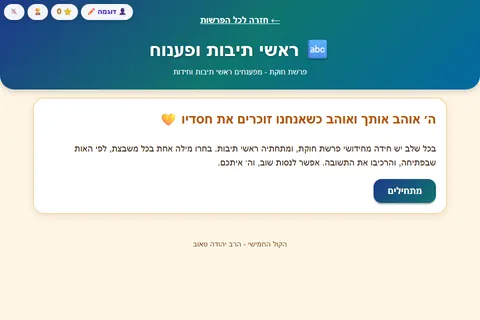 דוגמה
0
← חזרה לכל הפרשות
ראשי תיבות ופענוח
פרשת חוקת - מפענחים ראשי תיבות וחידות
ה׳ אוהב אותך ואוהב כשאנחנו זוכרים את חסדיו
בכל שלב יש חידה מחידושי פרשת חוקת, ומתחתיה ראשי תיבות. בחרו מילה אחת בכל משבצת, לפי האות
שבפתיחה, והרכיבו את התשובה. אפשר לנסות שוב, וה׳ איתכם.
מתחילים
הקול החמישי - הרב יהודה טאוב